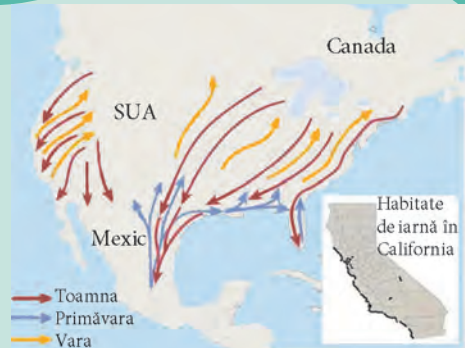 Canada
SUA
Mexic
Habitate
de iarnă în
California
Toamna
Primăvara
Vara